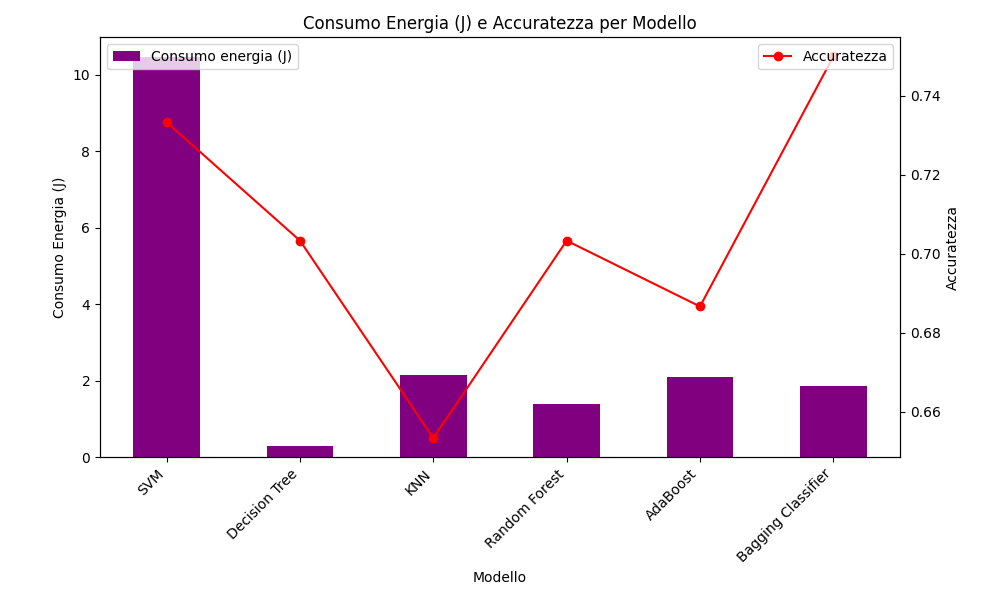 Consumo Energia (J) e Accuratezza per Modello
Consumo energia (J)
Accuratezza
Consumo Energia (J)
10
8
6
4
2
0
0.74
0.72
0.70
0.68
0.66
Accuratezza
SVM
Decision Tree
KNN
Random Forest
AdaBoost
Bagging Classifier
Modello